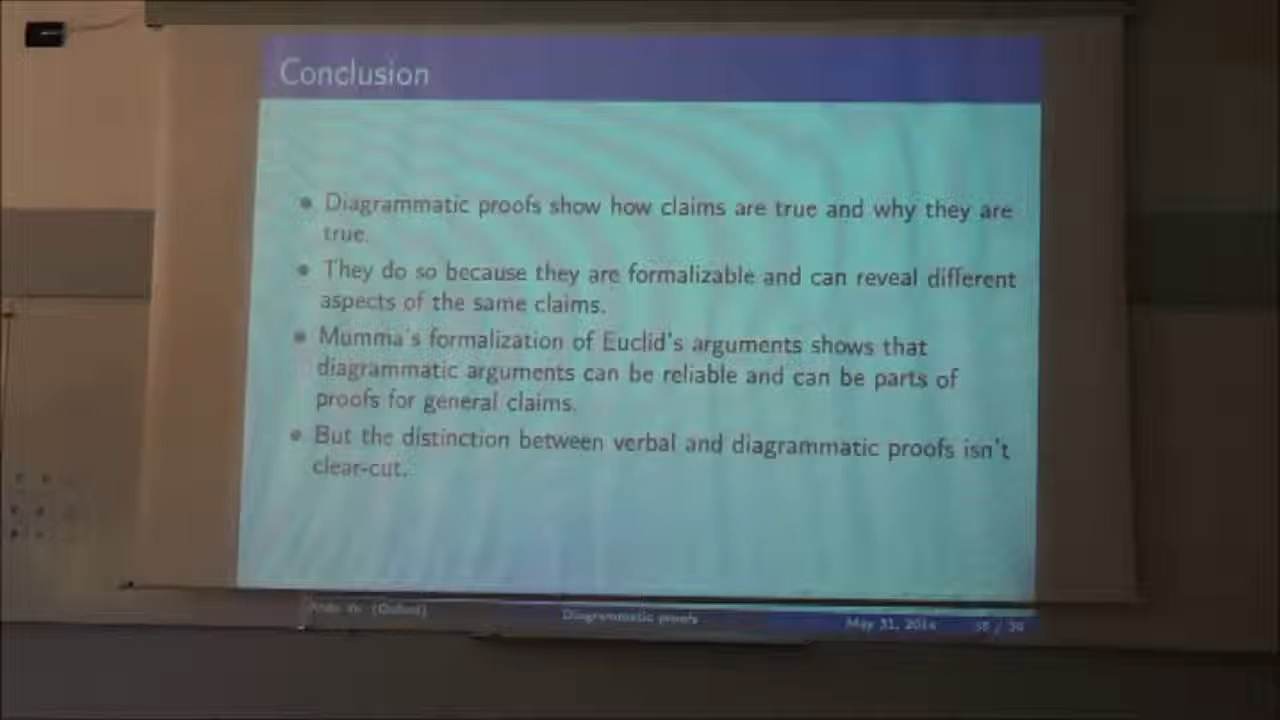 Conclusion
Diagrammatic proofs show how claims are true and why they are
true.
They do so because they are formalizable and can reveal different
aspects of the same claims.
Mumma's formalization of Euclid's arguments shows that
diagrammatic arguments can be reliable and can be parts of
proofs for general claims.
But the distinction between verbal and diagrammatic proofs isn't
clear-cut.
(Oxford)
Diagrammatic proofs
May 31, 2014